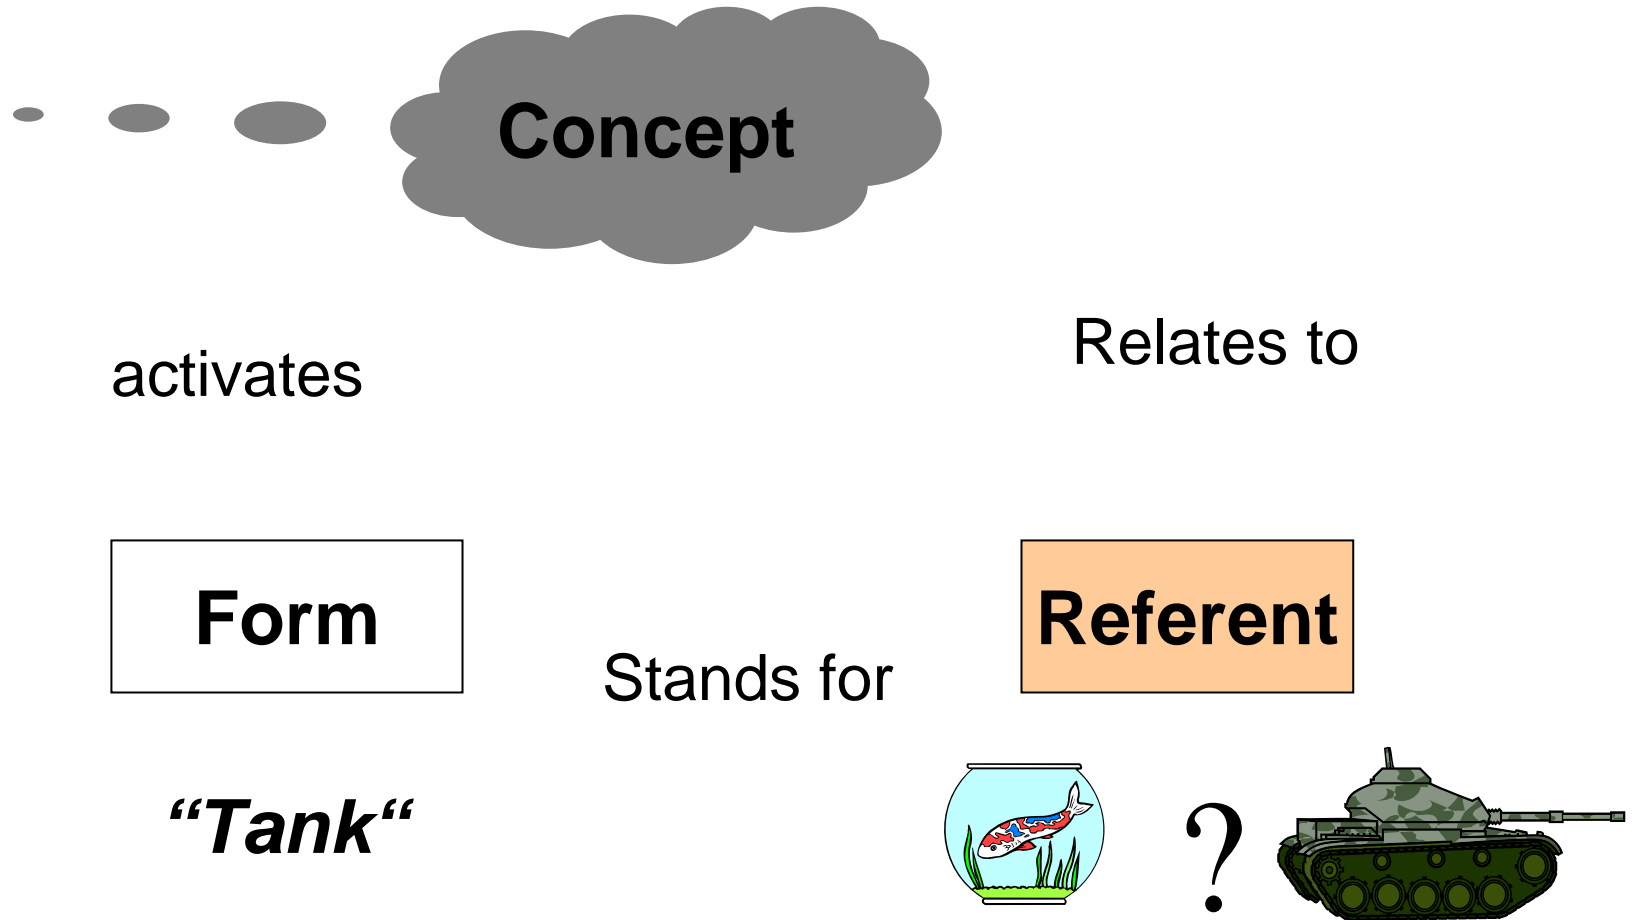 Concept
Relates to
activates
Form
Referent
Stands for
“Tank“
?